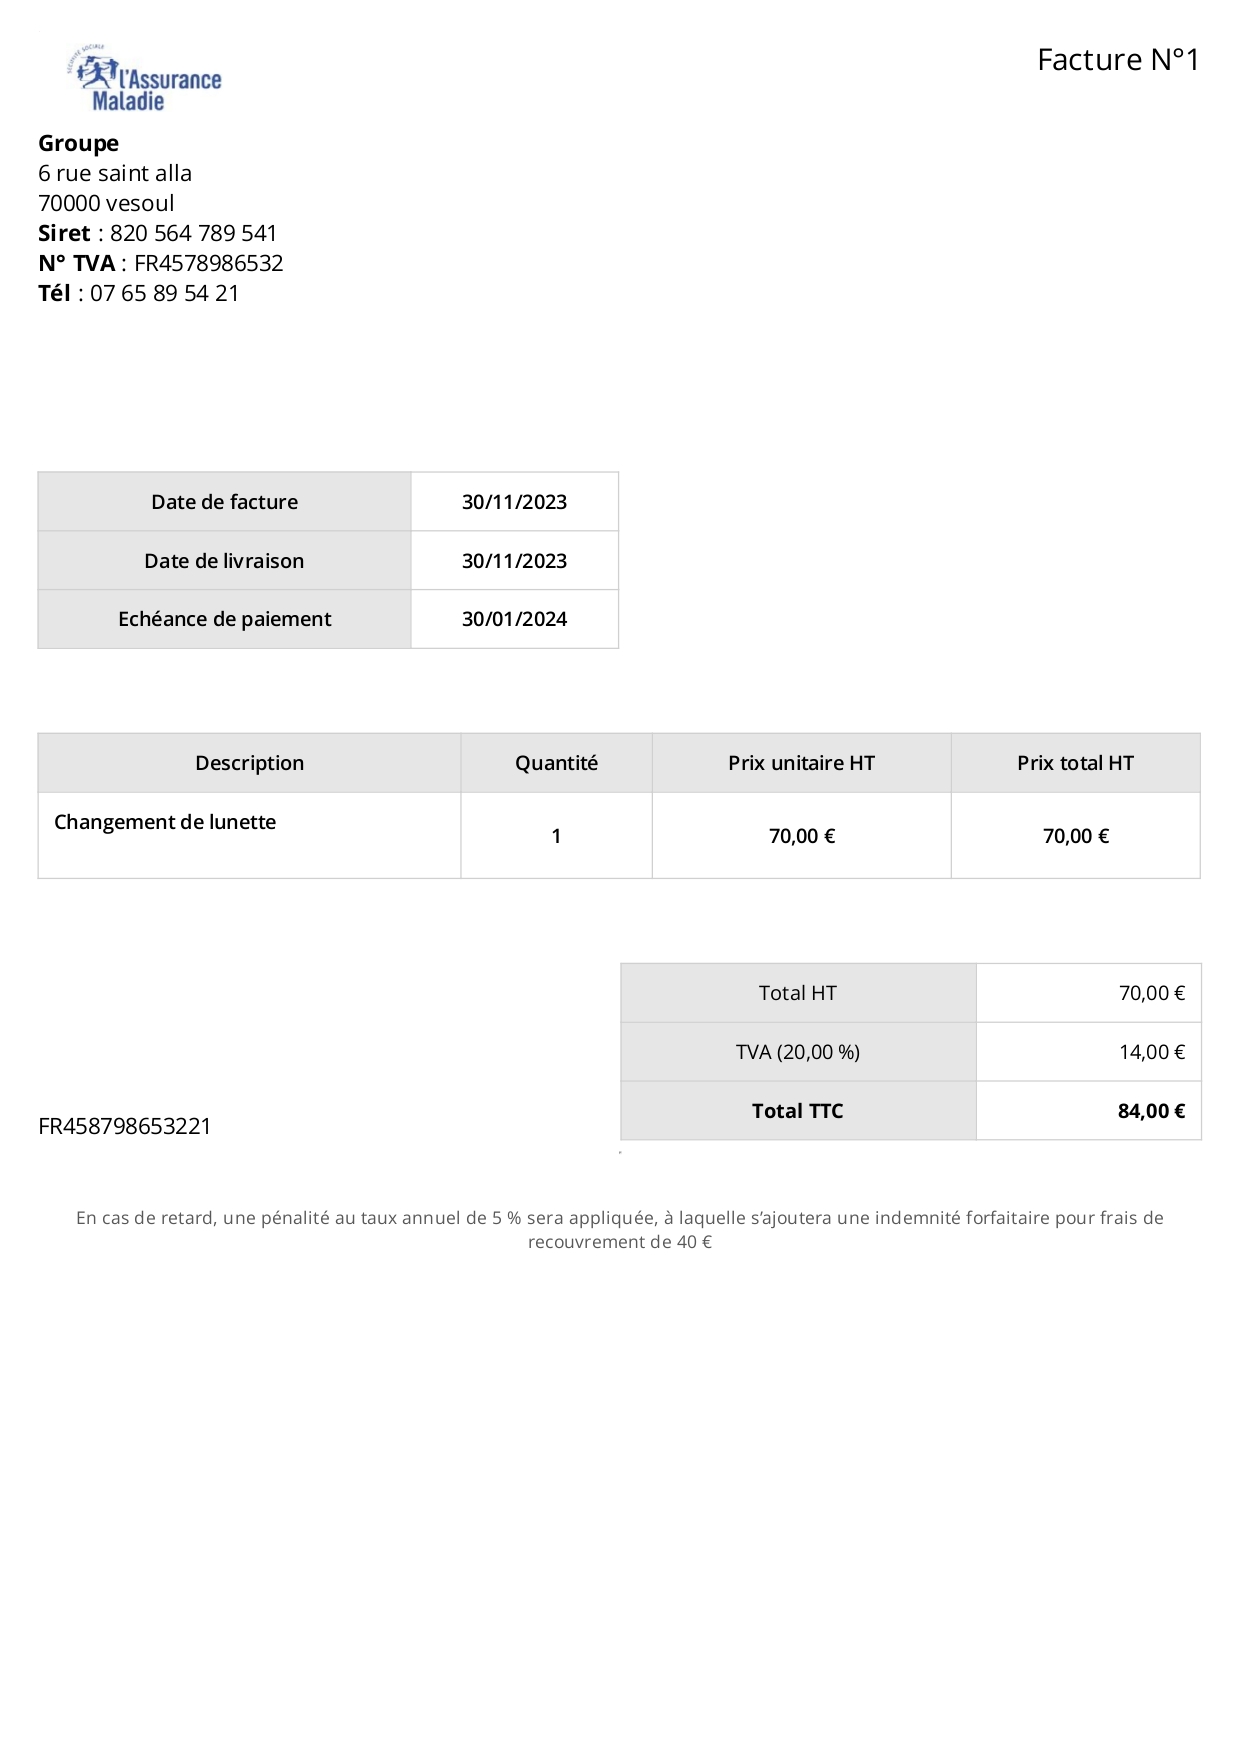 SÉCURITÉ SOCIALE
l'Assurance
Maladie
Facture N°1
Groupe
6 rue saint alla
70000 vesoul
Siret : 820 564 789 541
N° TVA : FR4578986532
Tél : 07 65 89 54 21
Date de facture 30/11/2023
Date de livraison 30/11/2023
Echéance de paiement 30/01/2024
Description Quantité Prix unitaire HT Prix total HT
Changement de lunette 1 70,00 € 70,00 €
Total HT 70,00 €
TVA (20,00 %) 14,00 €
Total TTC 84,00 €
FR458798653221
En cas de retard, une pénalité au taux annuel de 5 % sera appliquée, à laquelle s’ajoutera une indemnité forfaitaire pour frais de
recouvrement de 40 €